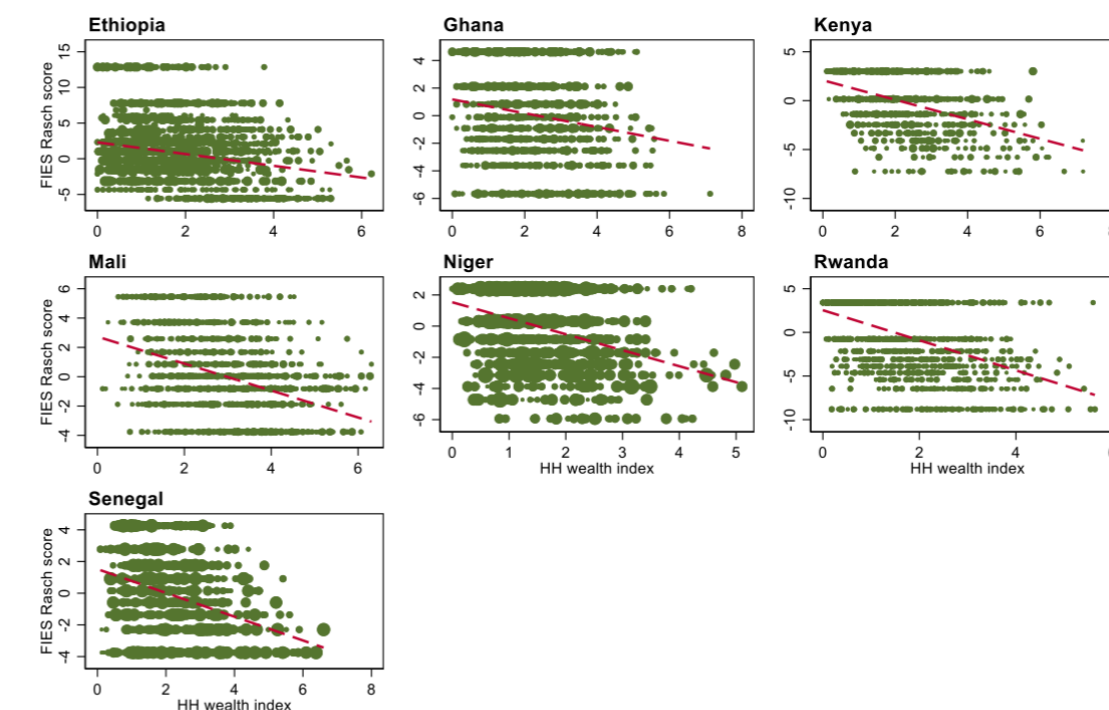 Ethiopia
Ghana
Kenya
FIES Rasch score
15
10
5
0
-5
0 2 4 6
4
2
0
-2
-4
-6
0 2 4 6 8
5
0
-5
-10
0 2 4 6
Mali
Niger
Rwanda
FIES Rasch score
6
4
2
0
-2
-4
0 2 4 6
2
0
-2
-4
-6
0 1 2 3 4 5
HH wealth index
5
0
-5
-10
0 2 4
HH wealth index
Senegal
FIES Rasch score
4
2
0
-2
-4
0 2 4 6 8
HH wealth index